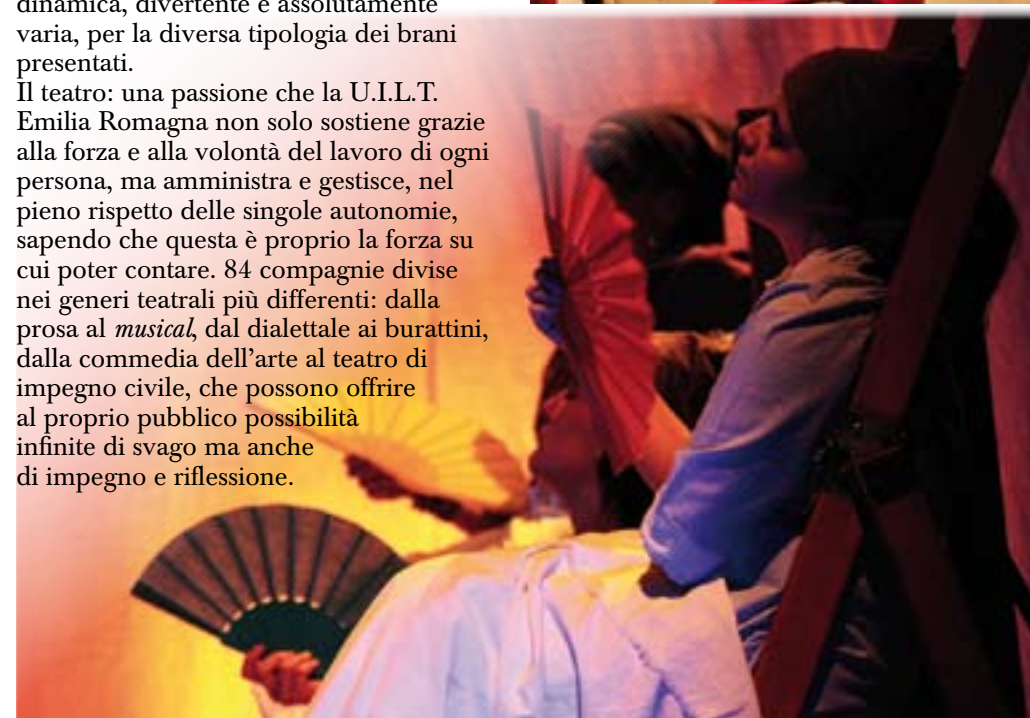 dinamica, divertente e assolutamente
varia, per la diversa tipologia dei brani
presentati.
Il teatro: una passione che la U.I.L.T.
Emilia Romagna non solo sostiene grazie
alla forza e alla volontà del lavoro di ogni
persona, ma amministra e gestisce, nel
pieno rispetto delle singole autonomie,
sapendo che questa è proprio la forza su
cui poter contare. 84 compagnie divise
nei generi teatrali più differenti: dalla
prosa al musical, dal dialettale ai burattini,
dalla commedia dell’arte al teatro di
impegno civile, che possono offrire
al proprio pubblico possibilità
infinite di svago ma anche
di impegno e riflessione.